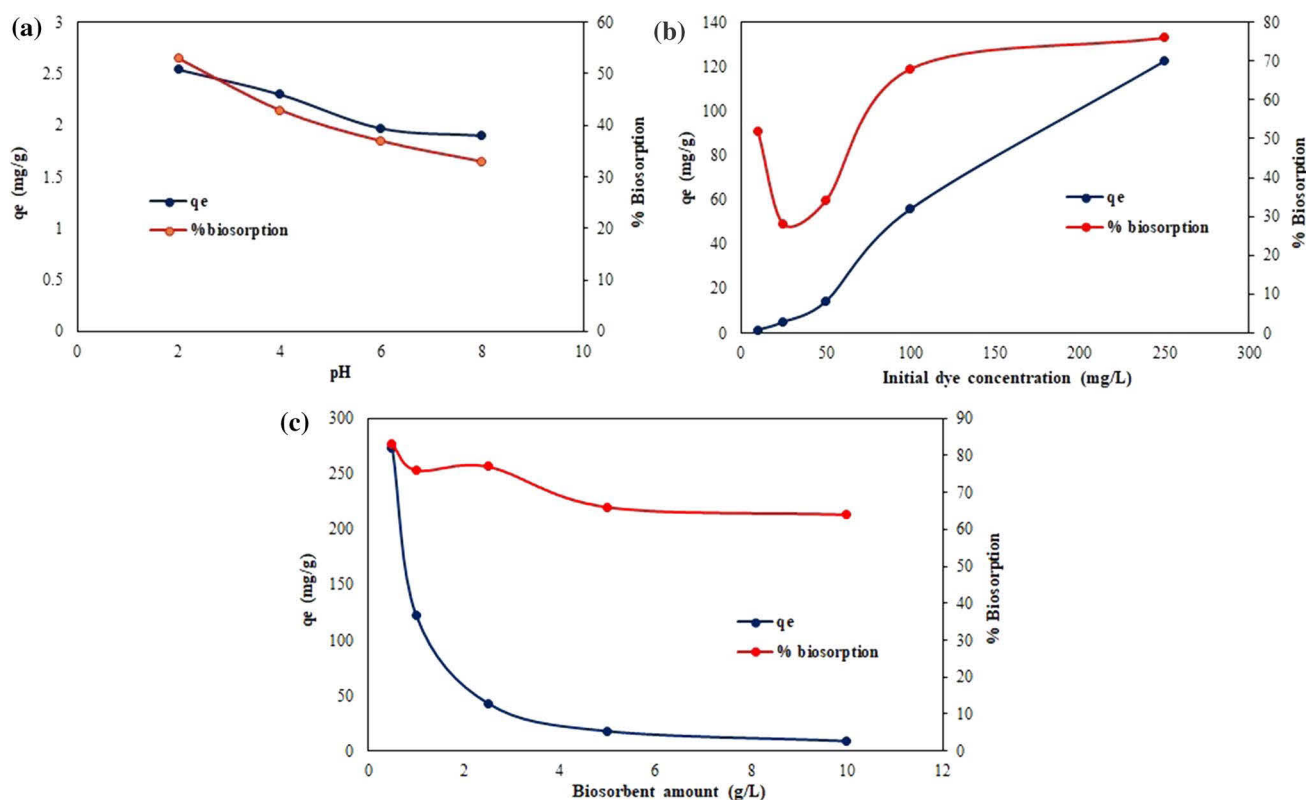 (a)
3
2.5
2
1.5
1
0.5
0
qe (mg/g)
60
50
40
30
20
10
0
% Biosorption
qe
%biosorption
0 2 4 6 8 10
pH
(b)
140
120
100
80
60
40
20
0
qe (mg/g)
80
70
60
50
40
30
20
10
0
% Biosorption
qe
% biosorption
0 50 100 150 200 250 300
Initial dye concentration (mg/L)
(c)
300
250
200
150
100
50
0
qe (mg/g)
90
80
70
60
50
40
30
20
10
0
% Biosorption
qe
% biosorption
0 2 4 6 8 10 12
Biosorbent amount (g/L)